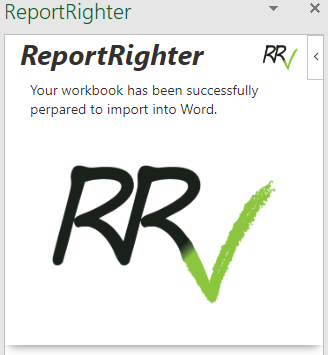 ReportRighter
ReportRighter RR
Your workbook has been successfully
perpared to import into Word.
RR